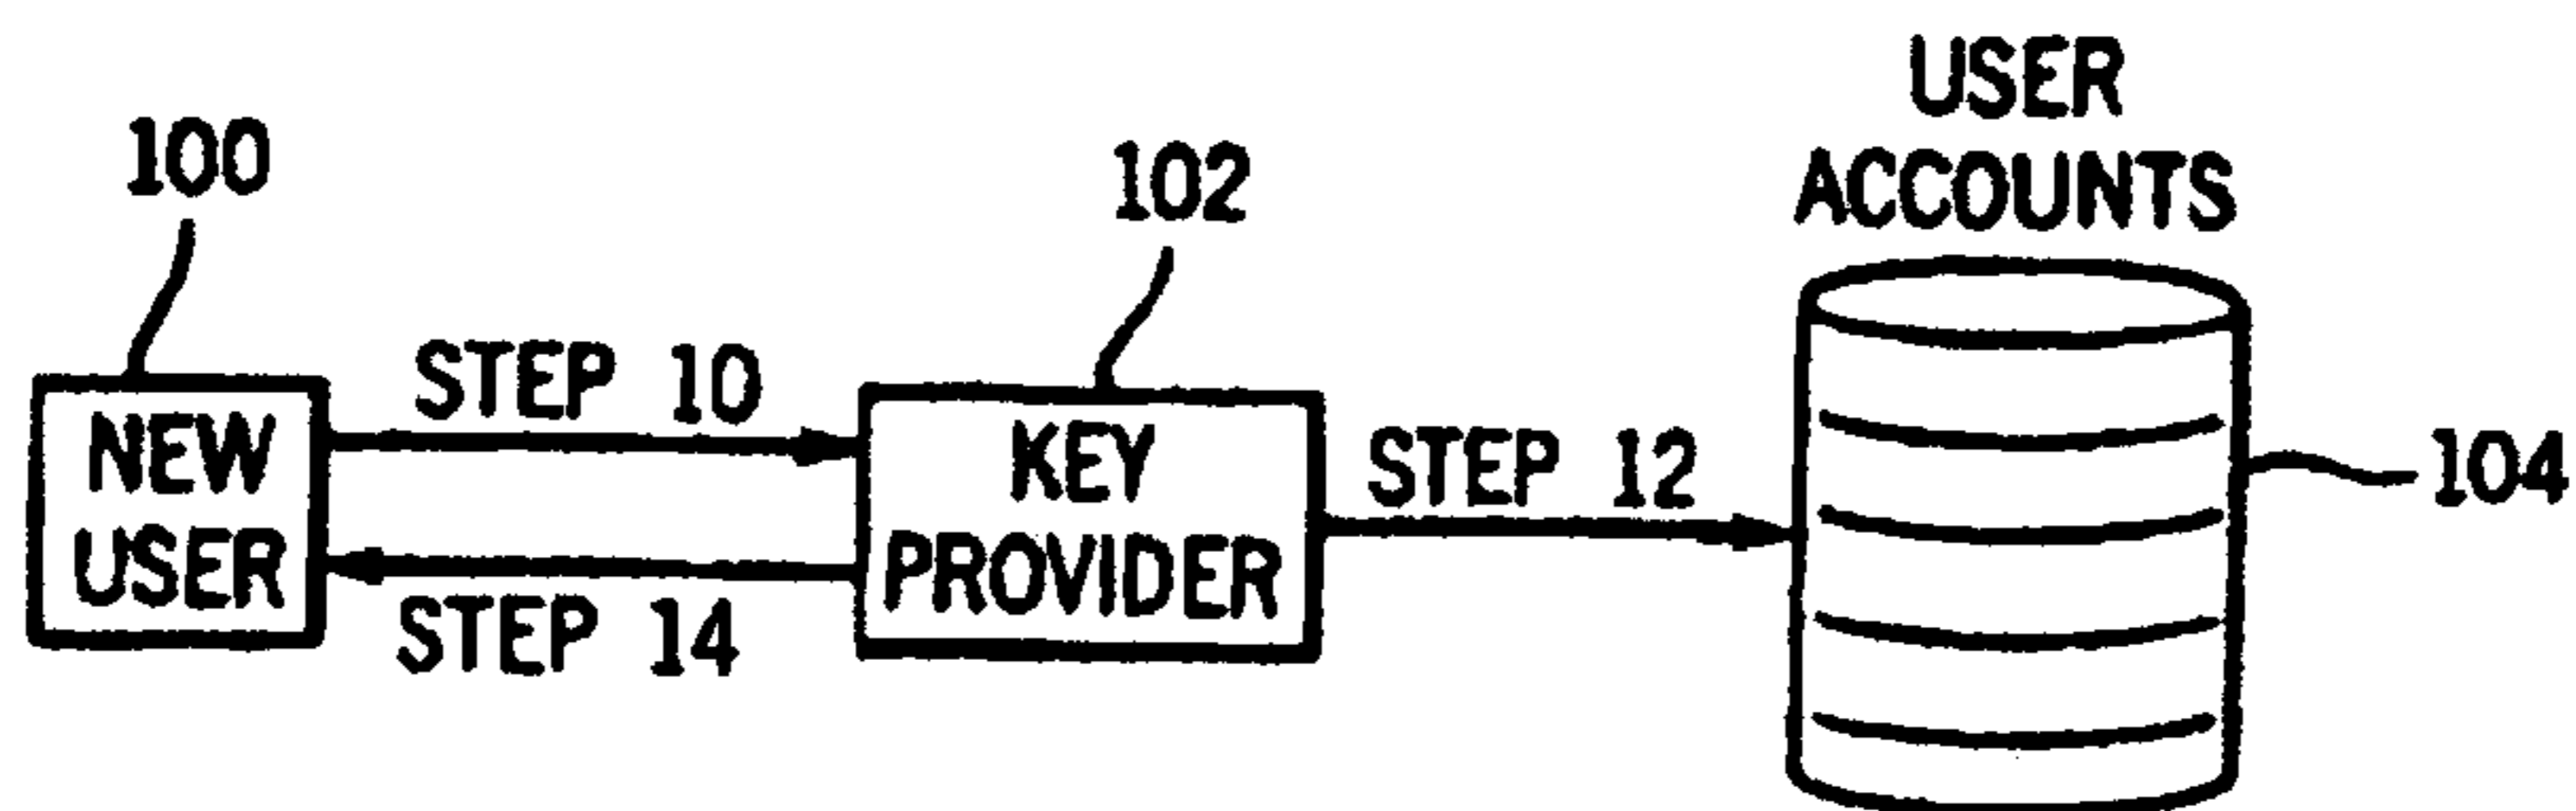 USER
ACCOUNTS
100
102
STEP 10
NEW
USER
KEY
PROVIDER
STEP 12
104
STEP 14